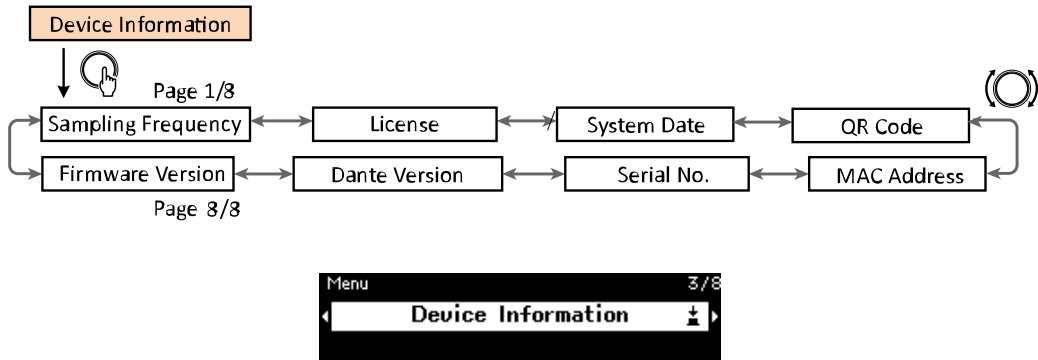 Device Information
Page 1/8
Sampling Frequency
License
System Date
QR Code
Firmware Version
Dante Version
Serial No.
MAC Address
Page 8/8
Menu 3/8
Device Information